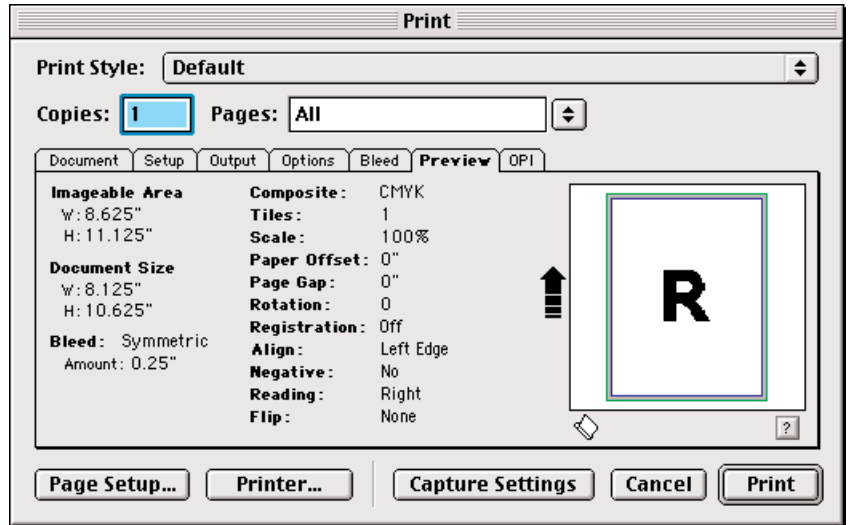 Print
Print Style: Default
Copies: 1 Pages: All
Document Setup Output Options Bleed Preview OPI
Imageable Area
W: 8.625"
H: 11.125"
Document Size
W: 8.125"
H: 10.625"
Bleed: Symmetric
Amount: 0.25"
Composite: CMYK
Tiles: 1
Scale: 100%
Paper Offset: 0"
Page Gap: 0"
Rotation: 0
Registration: Off
Align: Left Edge
Negative: No
Reading: Right
Flip: None
R
?
Page Setup... Printer... Capture Settings Cancel Print